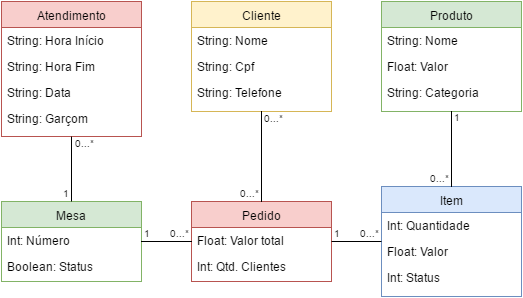 Atendimento
String: Hora Início
String: Hora Fim
String: Data
String: Garçom
Cliente
String: Nome
String: Cpf
String: Telefone
Produto
String: Nome
Float: Valor
String: Categoria
0...*
1
0...*
0...*
1
0...*
Mesa
Int: Número
Boolean: Status
1
0...*
Pedido
Float: Valor total
Int: Qtd. Clientes
1
0...*
Item
Int: Quantidade
Float: Valor
Int: Status